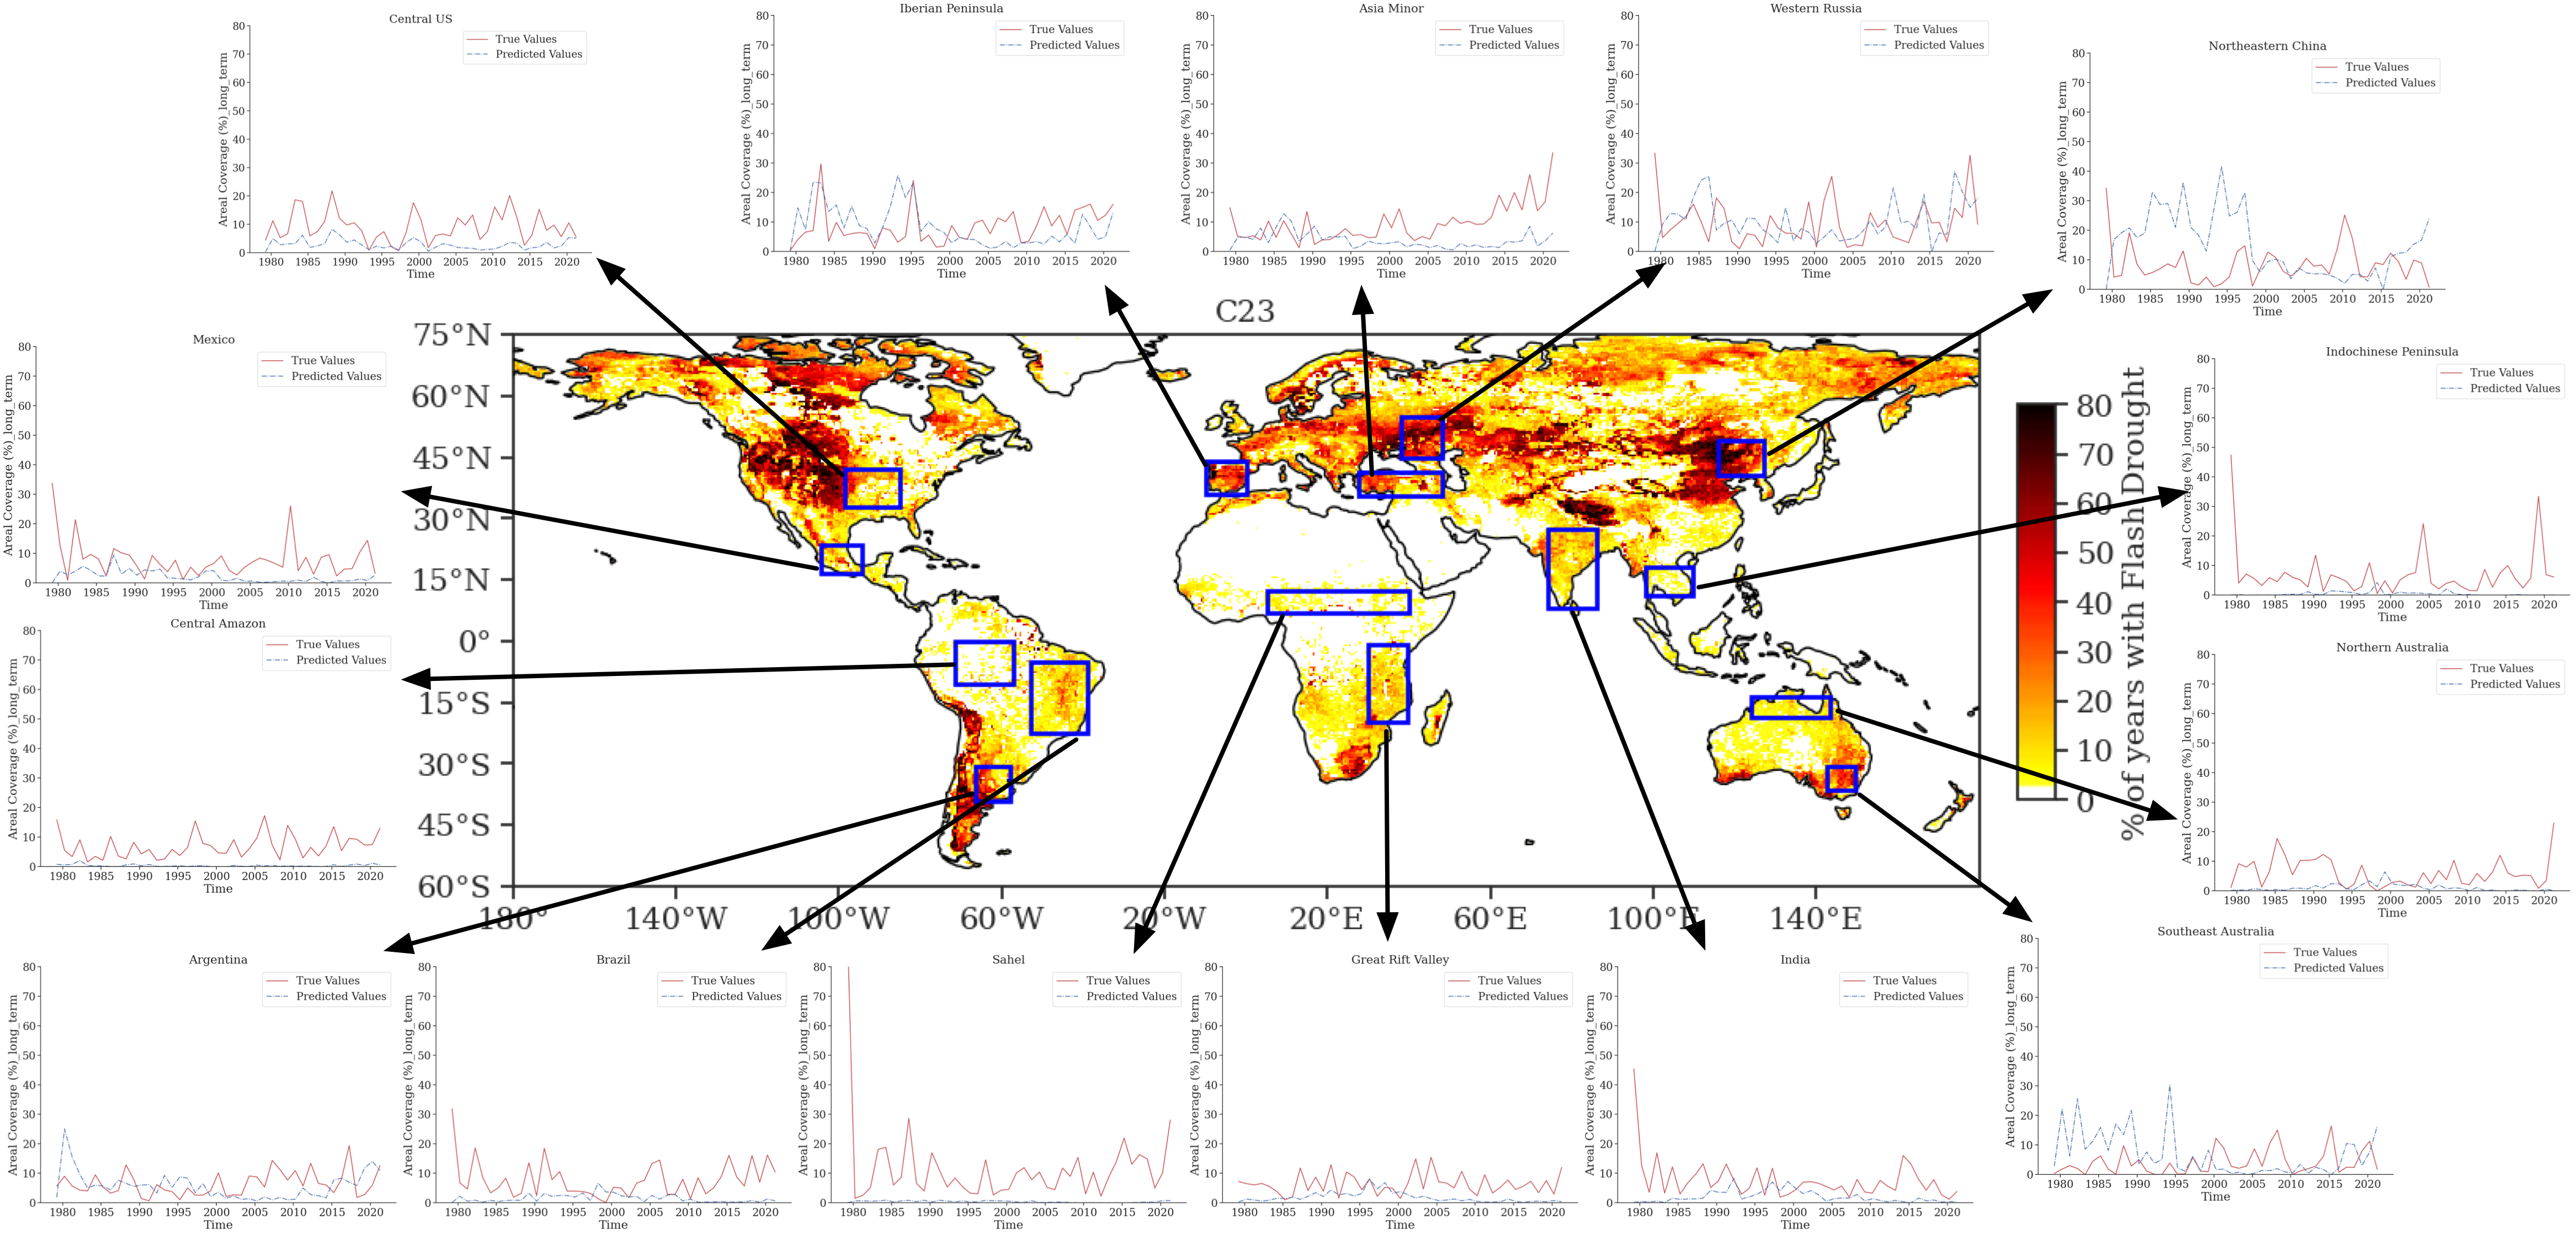 Central US
True Values
Predicted Values
Areal Coverage (%)_long_term
80
70
60
50
40
30
20
10
0
1980 1985 1990 1995 2000 2005 2010 2015 2020
Time
Iberian Peninsula
True Values
Predicted Values
Areal Coverage (%)_long_term
80
70
60
50
40
30
20
10
0
1980 1985 1990 1995 2000 2005 2010 2015 2020
Time
Asia Minor
True Values
Predicted Values
Areal Coverage (%)_long_term
80
70
60
50
40
30
20
10
0
1980 1985 1990 1995 2000 2005 2010 2015 2020
Time
Western Russia
True Values
Predicted Values
Areal Coverage (%)_long_term
80
70
60
50
40
30
20
10
0
1980 1985 1990 1995 2000 2005 2010 2015 2020
Time
Northeastern China
True Values
Predicted Values
Areal Coverage (%)_long_term
80
70
60
50
40
30
20
10
0
1980 1985 1990 1995 2000 2005 2010 2015 2020
Time
Mexico
True Values
Predicted Values
Areal Coverage (%)_long_term
80
70
60
50
40
30
20
10
0
1980 1985 1990 1995 2000 2005 2010 2015 2020
Time
C23
75°N
60°N
45°N
30°N
15°N
0°
15°S
30°S
45°S
60°S
180° 140°W 100°W 60°W 20°W 20°E 60°E 100°E 140°E
80
70
60
50
40
30
20
10
0
% of years with Flash Drought
Indochinese Peninsula
True Values
Predicted Values
Areal Coverage (%)_long_term
80
70
60
50
40
30
20
10
0
1980 1985 1990 1995 2000 2005 2010 2015 2020
Time
Central Amazon
True Values
Predicted Values
Areal Coverage (%)_long_term
80
70
60
50
40
30
20
10
0
1980 1985 1990 1995 2000 2005 2010 2015 2020
Time
Northern Australia
True Values
Predicted Values
Areal Coverage (%)_long_term
80
70
60
50
40
30
20
10
0
1980 1985 1990 1995 2000 2005 2010 2015 2020
Time
Argentina
True Values
Predicted Values
Areal Coverage (%)_long_term
80
70
60
50
40
30
20
10
0
1980 1985 1990 1995 2000 2005 2010 2015 2020
Time
Brazil
True Values
Predicted Values
Areal Coverage (%)_long_term
80
70
60
50
40
30
20
10
0
1980 1985 1990 1995 2000 2005 2010 2015 2020
Time
Sahel
True Values
Predicted Values
Areal Coverage (%)_long_term
80
70
60
50
40
30
20
10
0
1980 1985 1990 1995 2000 2005 2010 2015 2020
Time
Great Rift Valley
True Values
Predicted Values
Areal Coverage (%)_long_term
80
70
60
50
40
30
20
10
0
1980 1985 1990 1995 2000 2005 2010 2015 2020
Time
India
True Values
Predicted Values
Areal Coverage (%)_long_term
80
70
60
50
40
30
20
10
0
1980 1985 1990 1995 2000 2005 2010 2015 2020
Time
Southeast Australia
True Values
Predicted Values
Areal Coverage (%)_long_term
80
70
60
50
40
30
20
10
0
1980 1985 1990 1995 2000 2005 2010 2015 2020
Time